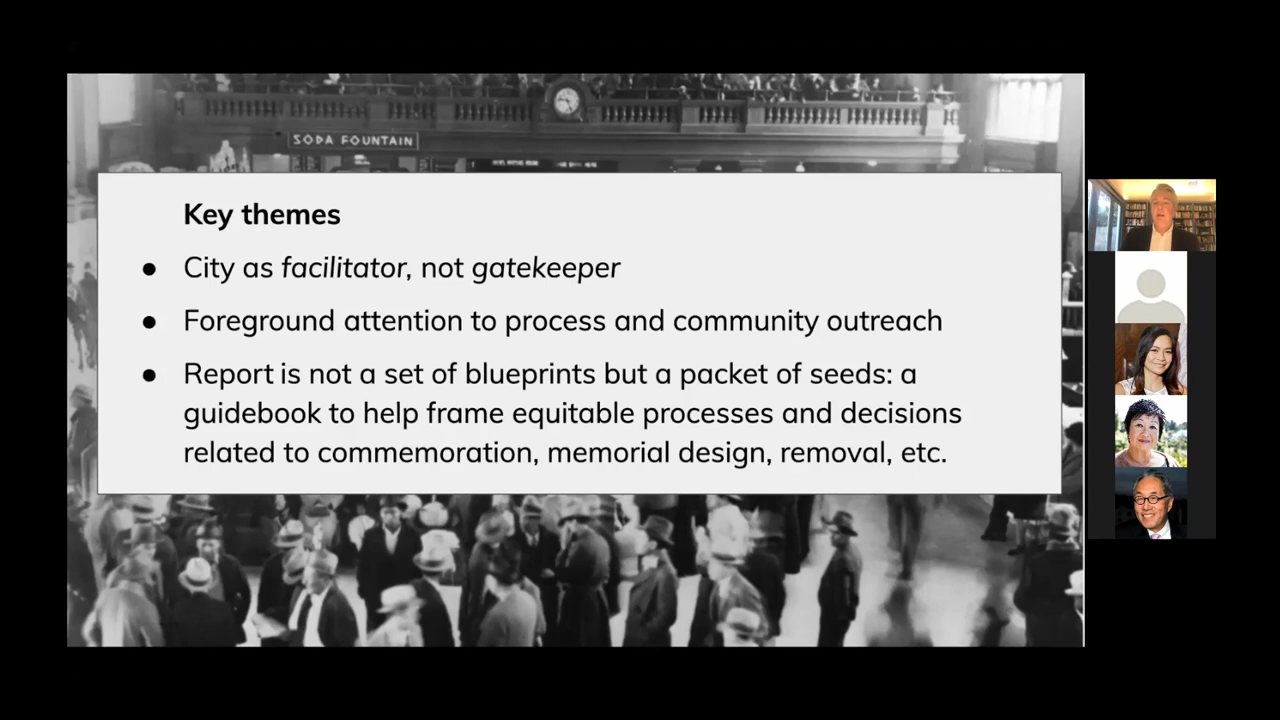 SODA FOUNTAIN
Key themes
● City as facilitator, not gatekeeper
● Foreground attention to process and community outreach
● Report is not a set of blueprints but a packet of seeds: a
guidebook to help frame equitable processes and decisions
related to commemoration, memorial design, removal, etc.